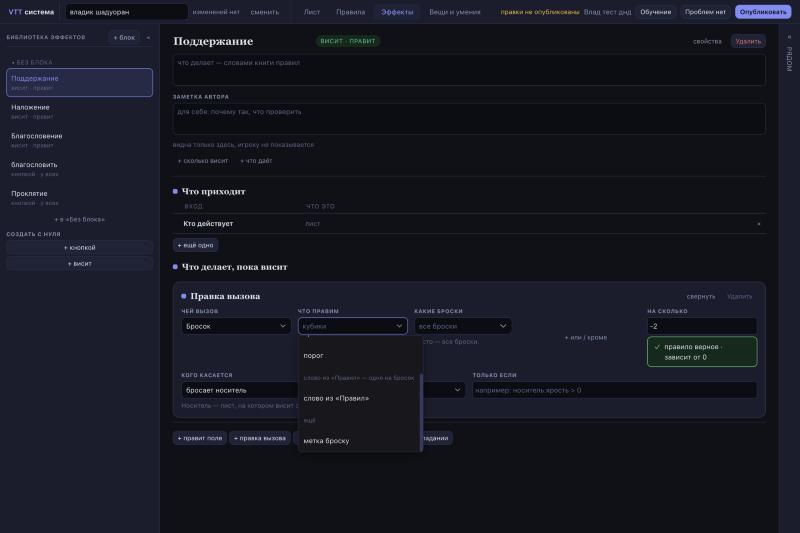 VTT система
владик шадуоран
изменений нет
сменить
Лист
Правила
Эффекты
Вещи и умения
правки не опубликованы
Влад тест днд
Обучение
Проблем нет
Опубликовать
БИБЛИОТЕКА ЭФФЕКТОВ
+ блок
«
БЕЗ БЛОКА
Поддержание
висит · правит
Наложение
висит · правит
Благословение
висит · правит
благословить
кнопкой · у всех
Проклятие
кнопкой · у всех
+ в «Без блока»
СОЗДАТЬ С НУЛЯ
+ кнопкой
+ висит
Поддержание
ВИСИТ · ПРАВИТ
свойства
Удалить
что делает — словами книги правил
ЗАМЕТКА АВТОРА
для себя: почему так, что проверить
видна только здесь, игроку не показывается
+ сколько висит
+ что даёт
Что приходит
ВХОД
ЧТО ЭТО
Кто действует
лист
×
+ ещё одно
Что делает, пока висит
Правка вызова
свернуть
Удалить
ЧЕЙ ВЫЗОВ
ЧТО ПРАВИМ
КАКИЕ БРОСКИ
НА СКОЛЬКО
Бросок
кубики
все броски
-2
сто — все броски.
+ или / кроме
✓ правило верное ·
зависит от 0
порог
слово из «Правил» — одно на бросок
слово из «Правил»
ещё
метка броску
КОГО КАСАЕТСЯ
ТОЛЬКО ЕСЛИ
бросает носитель
например: носитель.ярость > 0
Носитель — лист, на котором висит
+ правит поле
+ правка вызова
падании
«
РЯДОМ